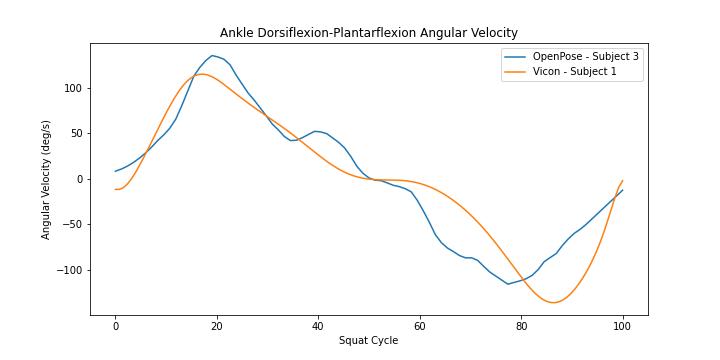 Ankle Dorsiflexion-Plantarflexion Angular Velocity
OpenPose - Subject 3
Vicon - Subject 1
Angular Velocity (deg/s)
100
50
0
−50
−100
0 20 40 60 80 100
Squat Cycle